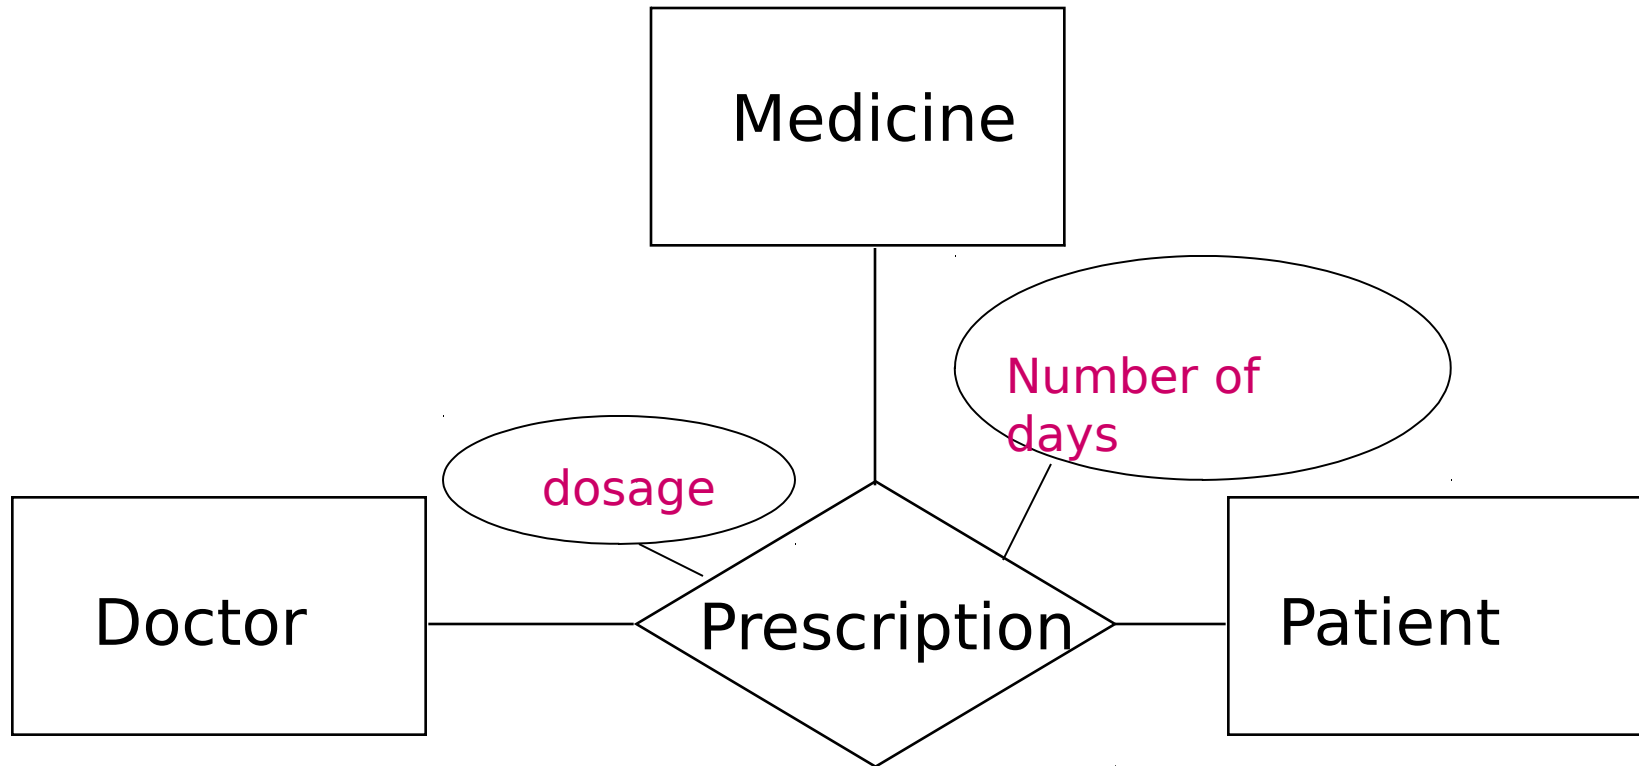 Medicine
Number of
days
dosage
Doctor
Prescription
Patient